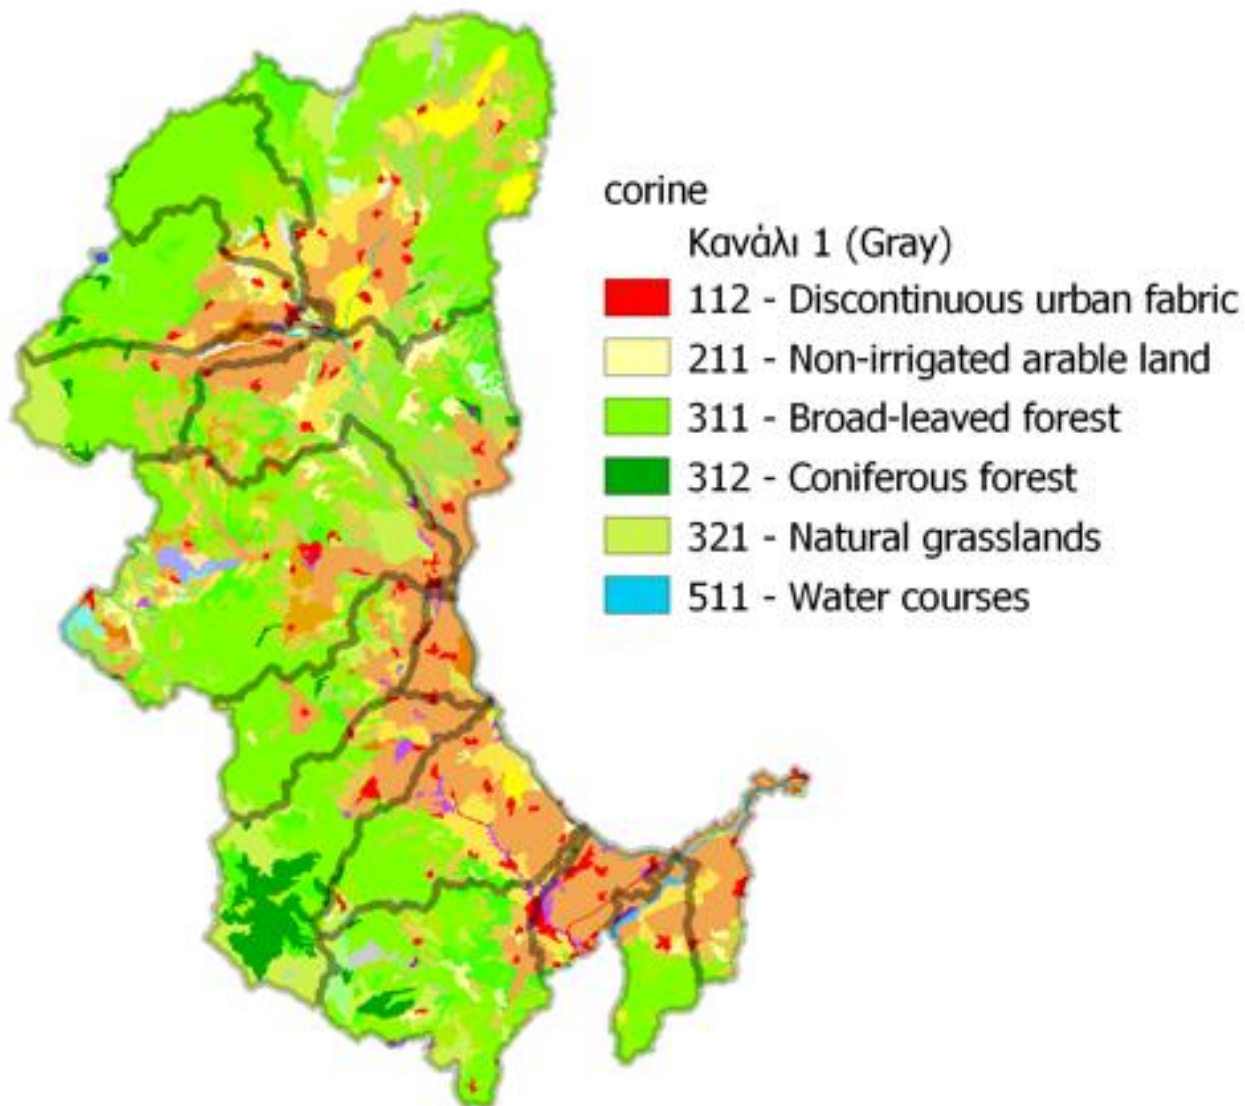 corine
Κανάλι 1 (Gray)
112 - Discontinuous urban fabric
211 - Non-irrigated arable land
311 - Broad-leaved forest
312 - Coniferous forest
321 - Natural grasslands
511 - Water courses